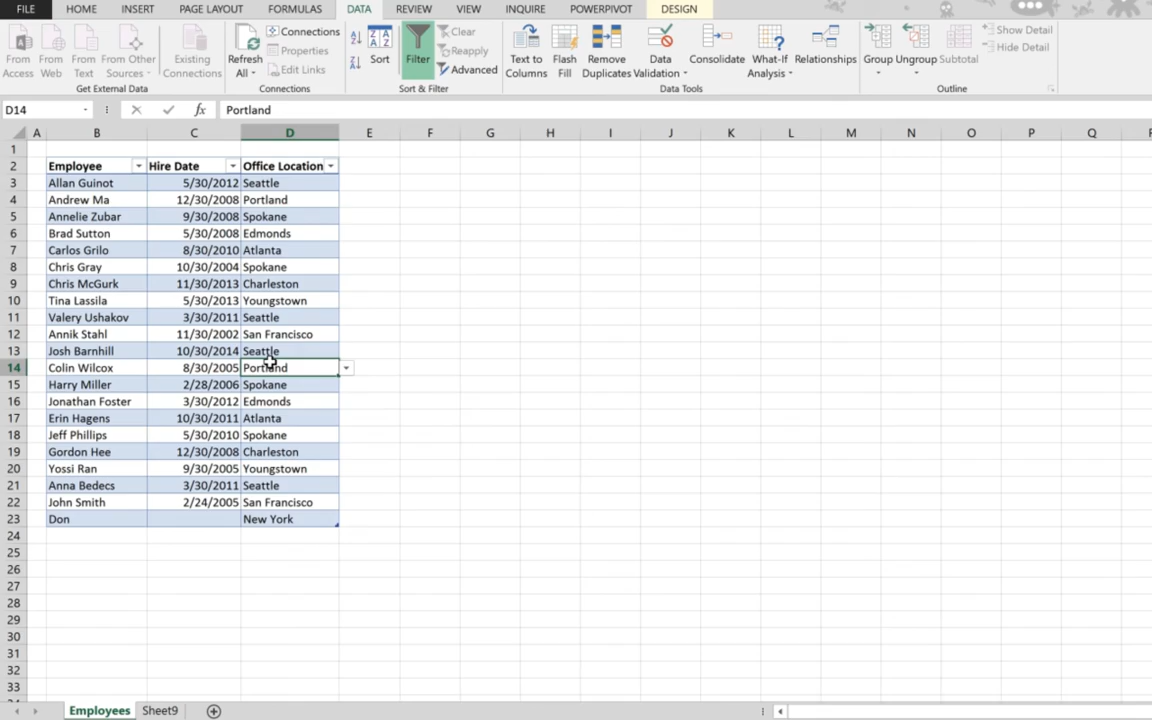 FILE HOME INSERT PAGE LAYOUT FORMULAS DATA REVIEW VIEW INQUIRE POWERPIVOT DESIGN
From Access
From Web
From Text
From Other Sources
Existing Connections
Get External Data
Refresh All
Connections
Properties
Edit Links
Connections
Sort
Filter
Clear
Reapply
Advanced
Sort & Filter
Text to Columns
Flash Fill
Remove Duplicates
Data Validation
Consolidate
What-If Analysis
Relationships
Data Tools
Group
Ungroup
Subtotal
Show Detail
Hide Detail
Outline
D14 fx Portland
A B C D E F G H I J K L M N O P Q
1
2 Employee Hire Date Office Location
3 Allan Guinot 5/30/2012 Seattle
4 Andrew Ma 12/30/2008 Portland
5 Annelie Zubar 9/30/2008 Spokane
6 Brad Sutton 5/30/2008 Edmonds
7 Carlos Grilo 8/30/2010 Atlanta
8 Chris Gray 10/30/2004 Spokane
9 Chris McGurk 11/30/2013 Charleston
10 Tina Lassila 5/30/2013 Youngstown
11 Valery Ushakov 3/30/2011 Seattle
12 Annik Stahl 11/30/2002 San Francisco
13 Josh Barnhill 10/30/2014 Seattle
14 Colin Wilcox 8/30/2005 Portland
15 Harry Miller 2/28/2006 Spokane
16 Jonathan Foster 3/30/2012 Edmonds
17 Erin Hagens 10/30/2011 Atlanta
18 Jeff Phillips 5/30/2010 Spokane
19 Gordon Hee 12/30/2008 Charleston
20 Yossi Ran 9/30/2005 Youngstown
21 Anna Bedecs 3/30/2011 Seattle
22 John Smith 2/24/2005 San Francisco
23 Don New York
24
25
26
27
28
29
30
31
32
33
Employees Sheet9